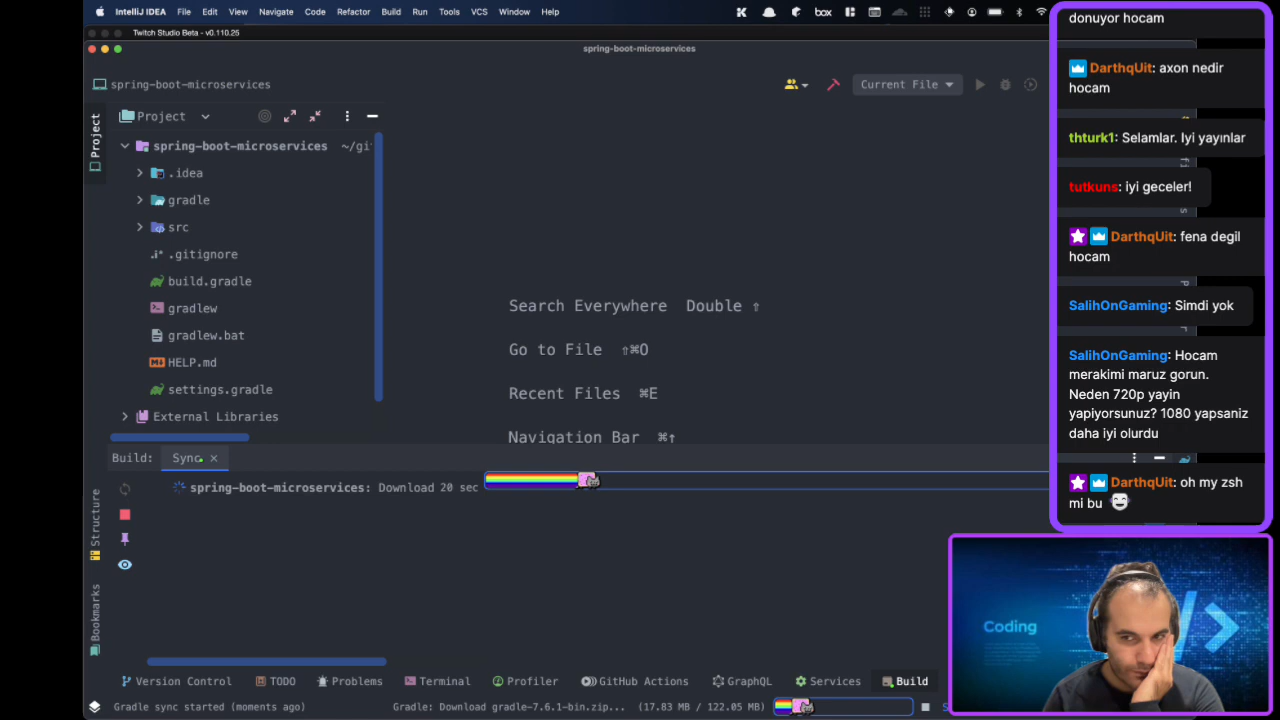 IntelliJ IDEA File Edit View Navigate Code Refactor Build Run Tools VCS Window Help
box
Twitch Studio Beta - v0.110.25
spring-boot-microservices
spring-boot-microservices
Current File
Project
Project
spring-boot-microservices ~/gi
.idea
gradle
src
.gitignore
build.gradle
gradlew
gradlew.bat
HELP.md
settings.gradle
External Libraries
Search Everywhere Double ⇧
Go to File ⇧⌘O
Recent Files ⌘E
Navigation Bar ⌘↑
Build: Sync
spring-boot-microservices: Download 20 sec
Structure
Bookmarks
Version Control TODO Problems Terminal Profiler GitHub Actions GraphQL Services Build
Gradle sync started (moments ago) Gradle: Download gradle-7.6.1-bin.zip... (17.83 MB / 122.05 MB)
donuyor hocam
DarthqUit: axon nedir
hocam
thturk1: Selamlar. Iyi yayınlar
tutkuns: iyi geceler!
DarthqUit: fena degil
hocam
SalihOnGaming: Simdi yok
SalihOnGaming: Hocam
merakimi maruz gorun.
Neden 720p yayin
yapiyorsunuz? 1080 yapsaniz
daha iyi olurdu
DarthqUit: oh my zsh
mi bu
Coding